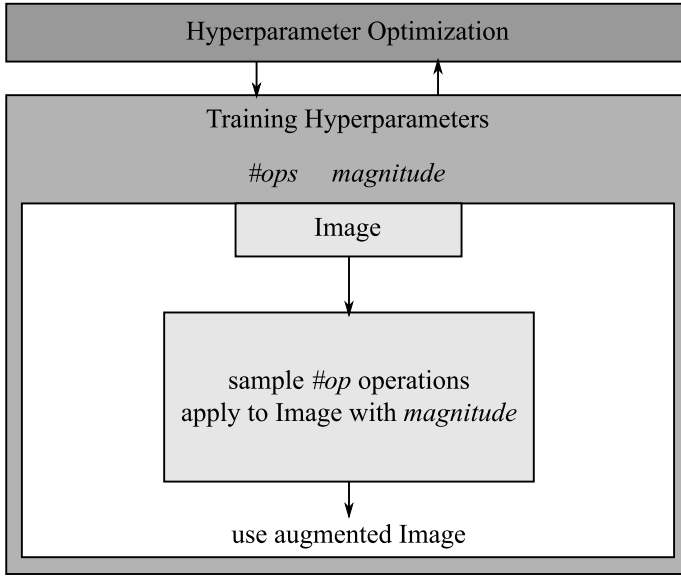 Hyperparameter Optimization
Training Hyperparameters
#ops magnitude
Image
sample #op operations
apply to Image with magnitude
use augmented Image